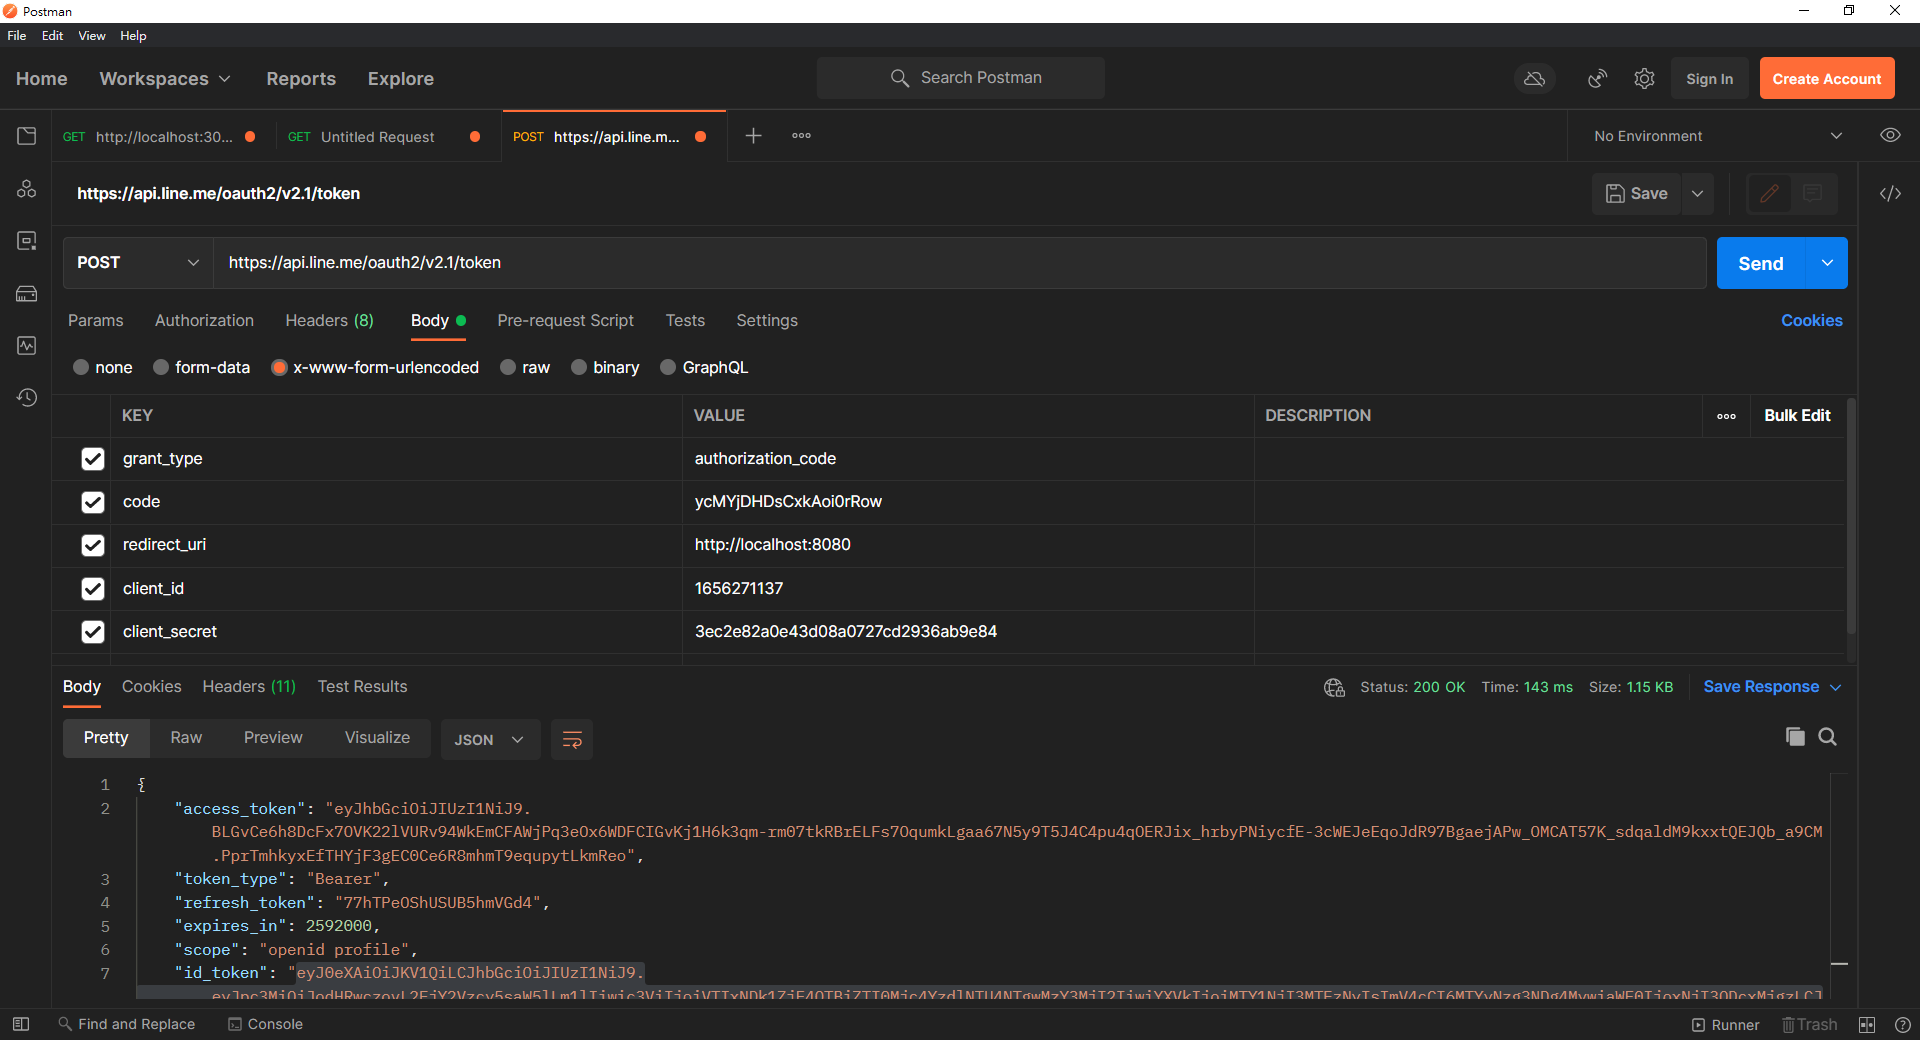 Postman
File Edit View Help
Home Workspaces Reports Explore Search Postman Sign In Create Account
GET http://localhost:30... GET Untitled Request POST https://api.line.m... No Environment
https://api.line.me/oauth2/v2.1/token Save
POST https://api.line.me/oauth2/v2.1/token Send
Params Authorization Headers (8) Body Pre-request Script Tests Settings Cookies
none form-data x-www-form-urlencoded raw binary GraphQL
KEY VALUE DESCRIPTION Bulk Edit
grant_type authorization_code
code ycMYjDHDsCxkAoi0rRow
redirect_uri http://localhost:8080
client_id 1656271137
client_secret 3ec2e82a0e43d08a0727cd2936ab9e84
Body Cookies Headers (11) Test Results Status: 200 OK Time: 143 ms Size: 1.15 KB Save Response
Pretty Raw Preview Visualize JSON
1 {
2 "access_token": "eyJhbGciOiJIUzI1NiJ9.
BLGvCe6h8DcFx7OVK22lVURv94WkEmCFAWjPq3eOx6WDFCIGvKj1H6k3qm-rm07tkRBrELFs7OqumkLgaa67N5y9T5J4C4pu4qOERJix_hrbyPNiycfE-3cWEJeEqoJdR97BgaejAPw_OMCAT57K_sdqaldM9kxxtQEJQb_a9CM
.PprTmhkyxEfTHYjF3gEC0Ce6R8mhmT9equpytLkmReo",
3 "token_type": "Bearer",
4 "refresh_token": "77hTPeOShUSUB5hmVGd4",
5 "expires_in": 2592000,
6 "scope": "openid profile",
7 "id_token": "eyJ0eXAiOiJKV1QiLCJhbGciOiJIUzI1NiJ9.
Find and Replace Console Runner Trash